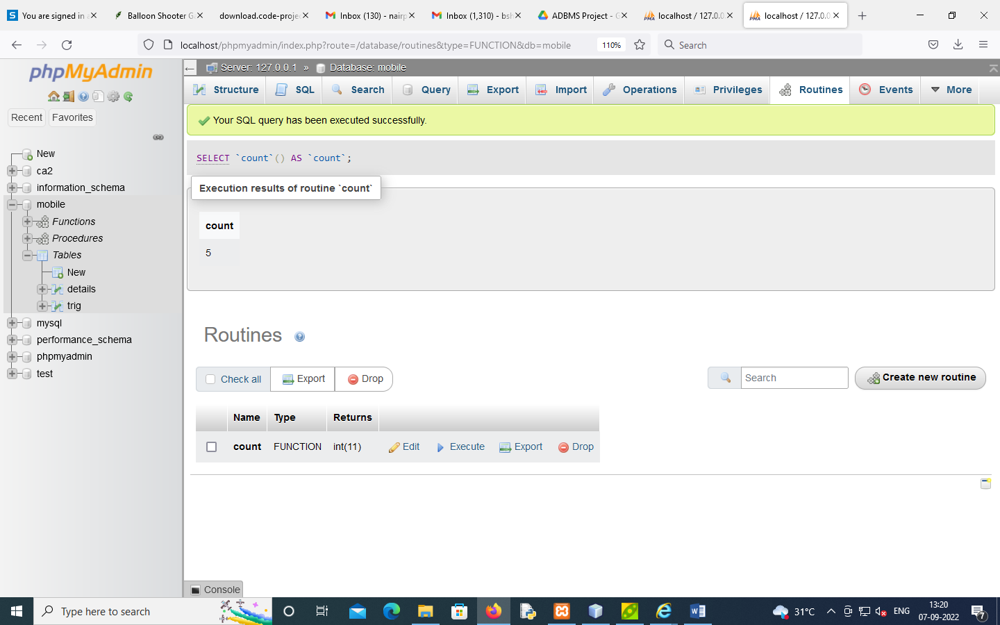 You are signed in a
Balloon Shooter Ga
download.code-projec
Inbox (130) - nairp
Inbox (1,310) - bsh
ADBMS Project - G
localhost / 127.0.0
localhost / 127.0.0
localhost/phpmyadmin/index.php?route=/database/routines&type=FUNCTION&db=mobile
110%
Search
phpMyAdmin
Recent
Favorites
New
ca2
information_schema
mobile
Functions
Procedures
Tables
New
details
trig
mysql
performance_schema
phpmyadmin
test
Server: 127.0.0.1 » Database: mobile
Structure
SQL
Search
Query
Export
Import
Operations
Privileges
Routines
Events
More
Your SQL query has been executed successfully.
SELECT `count`() AS `count`;
Execution results of routine `count`
count
5
Routines
Check all
Export
Drop
Search
Create new routine
Name Type Returns
count FUNCTION int(11) Edit Execute Export Drop
Console
Type here to search
31°C
ENG
13:20
07-09-2022
7